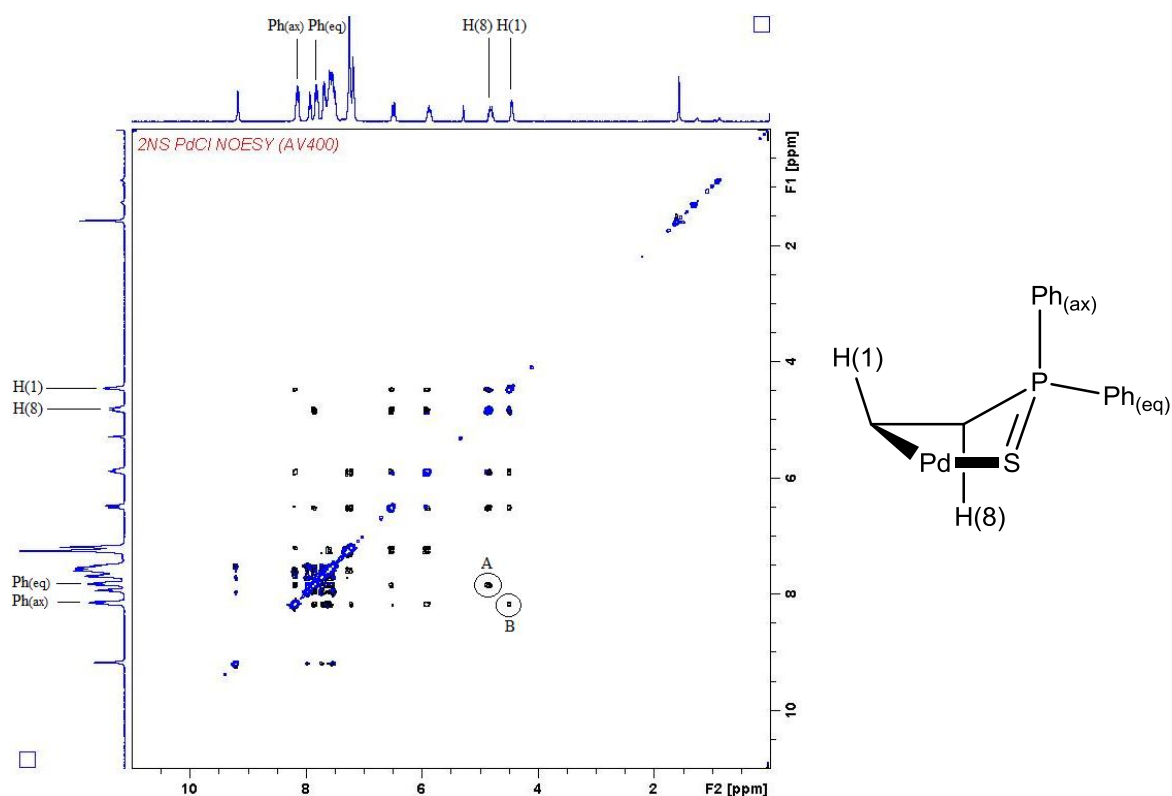 Ph(ax) Ph(eq) H(8) H(1)
2NS PdCl NOESY (AV400)
F1 [ppm]
2
4
6
8
10
H(1)
H(8)
Ph(eq)
Ph(ax)
A
B
10 8 6 4 2 F2 [ppm]
Ph(ax)
H(1)
P
Ph(eq)
Pd S
H(8)